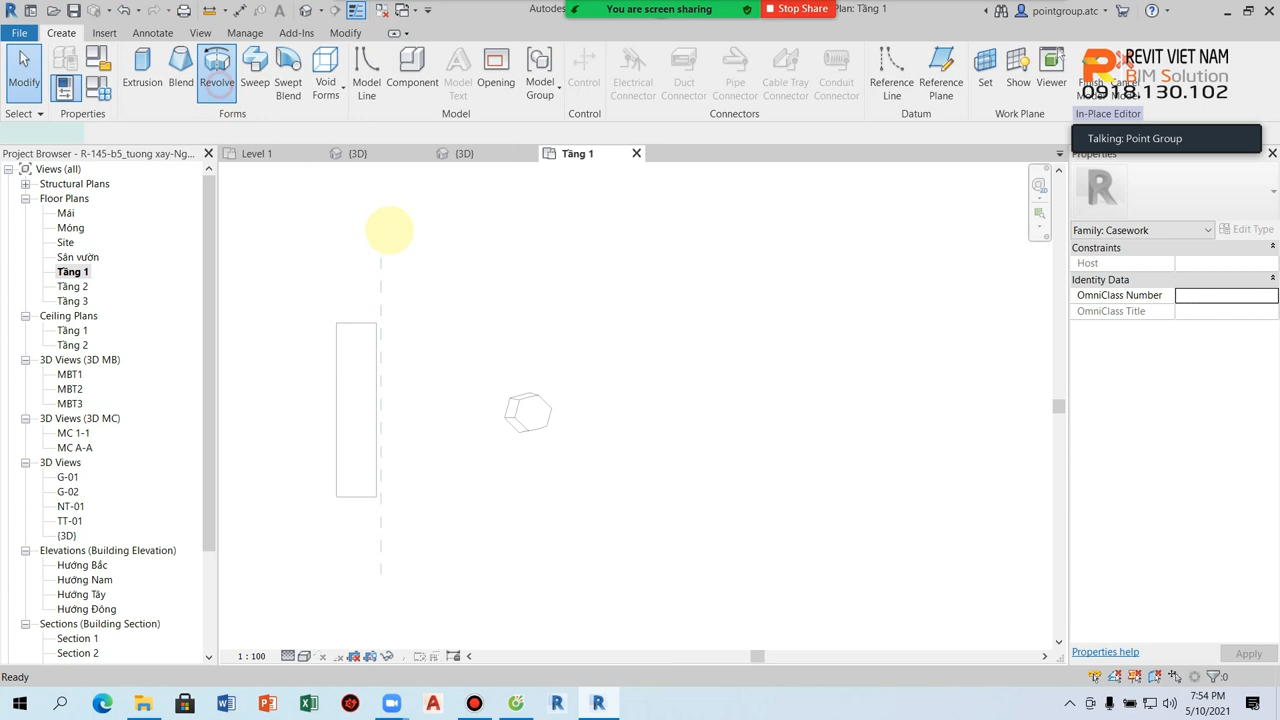 Autodes
You are screen sharing
Stop Share
Plan: Tầng 1
pointgroup.atc
File
Create
Insert
Annotate
View
Manage
Add-Ins
Modify
Modify
Extrusion
Blend
Revolve
Sweep
Swept
Blend
Void
Forms
Model
Line
Component
Model
Text
Opening
Model
Group
Control
Electrical
Connector
Duct
Connector
Pipe
Connector
Cable Tray
Connector
Conduit
Connector
Reference
Line
Reference
Plane
Set
Show
Viewer
REVIT VIET NAM
BIM Solution
0918.130.102
Select
Properties
Forms
Model
Control
Connectors
Datum
Work Plane
In-Place Editor
Talking: Point Group
Project Browser - R-145-b5_tuong xay-Ng...
Level 1
{3D}
{3D}
Tầng 1
Properties
Views (all)
Structural Plans
Floor Plans
Mái
Móng
Site
Sân vườn
Tầng 1
Tầng 2
Tầng 3
Ceiling Plans
Tầng 1
Tầng 2
3D Views (3D MB)
MBT1
MBT2
MBT3
3D Views (3D MC)
MC 1-1
MC A-A
3D Views
G-01
G-02
NT-01
TT-01
{3D}
Elevations (Building Elevation)
Hướng Bắc
Hướng Nam
Hướng Tây
Hướng Đông
Sections (Building Section)
Section 1
Section 2
Family: Casework
Edit Type
Constraints
Host
Identity Data
OmniClass Number
OmniClass Title
Properties help
Apply
1 : 100
Ready
:0
7:54 PM
5/10/2021